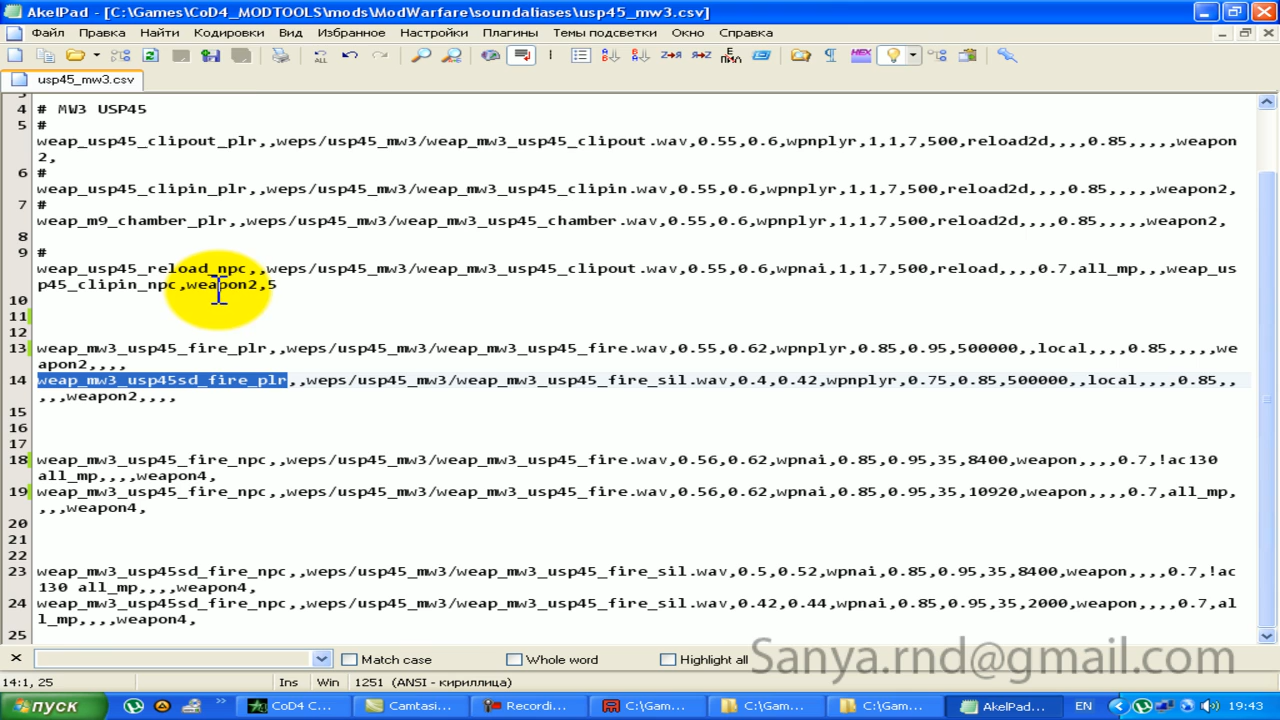 AkelPad - [C:\Games\CoD4_MODTOOLS\mods\ModWarfare\soundaliases\usp45_mw3.csv]
Файл Правка Найти Кодировки Вид Избранное Настройки Плагины Темы подсветки Окно Справка
usp45_mw3.csv
4 # MW3 USP45
5 #
weap_usp45_clipout_plr,,weps/usp45_mw3/weap_mw3_usp45_clipout.wav,0.55,0.6,wpnplyr,1,1,7,500,reload2d,,,,0.85,,,,,weapon
2,
6 #
weap_usp45_clipin_plr,,weps/usp45_mw3/weap_mw3_usp45_clipin.wav,0.55,0.6,wpnplyr,1,1,7,500,reload2d,,,,0.85,,,,,weapon2,
7 #
weap_m9_chamber_plr,,weps/usp45_mw3/weap_mw3_usp45_chamber.wav,0.55,0.6,wpnplyr,1,1,7,500,reload2d,,,,0.85,,,,,weapon2,
8
9 #
weap_usp45_reload_npc,,weps/usp45_mw3/weap_mw3_usp45_clipout.wav,0.55,0.6,wpnai,1,1,7,500,reload,,,,0.7,all_mp,,,weap_us
p45_clipin_npc,weapon2,5
10
11
12
13 weap_mw3_usp45_fire_plr,,weps/usp45_mw3/weap_mw3_usp45_fire.wav,0.55,0.62,wpnplyr,0.85,0.95,500000,,local,,,,0.85,,,,,we
apon2,,,,
14 weap_mw3_usp45sd_fire_plr,,weps/usp45_mw3/weap_mw3_usp45_fire_sil.wav,0.4,0.42,wpnplyr,0.75,0.85,500000,,local,,,,0.85,,
,,,weapon2,,,,
15
16
17
18 weap_mw3_usp45_fire_npc,,weps/usp45_mw3/weap_mw3_usp45_fire.wav,0.56,0.62,wpnai,0.85,0.95,35,8400,weapon,,,,0.7,!ac130
all_mp,,,,weapon4,
19 weap_mw3_usp45_fire_npc,,weps/usp45_mw3/weap_mw3_usp45_fire.wav,0.56,0.62,wpnai,0.85,0.95,35,10920,weapon,,,,0.7,all_mp,
,,,weapon4,
20
21
22
23 weap_mw3_usp45sd_fire_npc,,weps/usp45_mw3/weap_mw3_usp45_fire_sil.wav,0.5,0.52,wpnai,0.85,0.95,35,8400,weapon,,,,0.7,!ac
130 all_mp,,,,weapon4,
24 weap_mw3_usp45sd_fire_npc,,weps/usp45_mw3/weap_mw3_usp45_fire_sil.wav,0.42,0.44,wpnai,0.85,0.95,35,2000,weapon,,,,0.7,al
l_mp,,,,weapon4,
25
Match case Whole word Highlight all
Sanya.rnd@gmail.com
14:1, 25 Ins Win 1251 (ANSI - кириллица)
пуск CoD4 C... Camtasi... Recordi... C:\Gam... C:\Gam... C:\Gam... AkelPad... EN 19:43